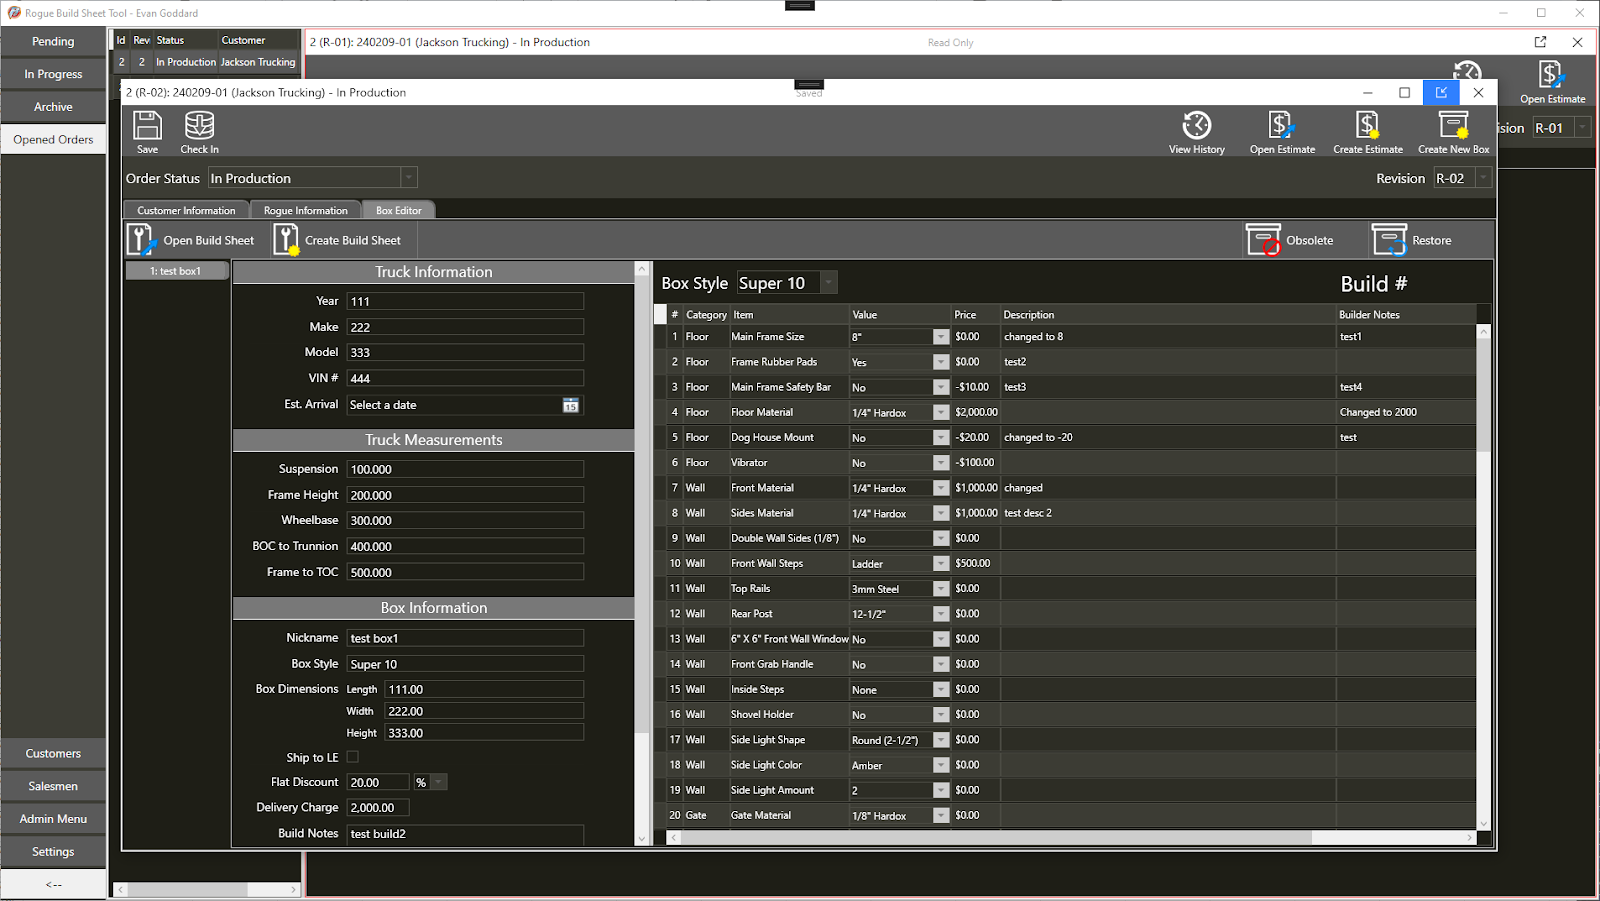 Rogue Build Sheet Tool - Evan Goddard
Pending
In Progress
Archive
Opened Orders
Customers
Salesmen
Admin Menu
Settings
<--
Id Rev Status Customer
2 2 In Production Jackson Trucking
2 (R-01): 240209-01 (Jackson Trucking) - In Production
Read Only
Open Estimate
R-01
2 (R-02): 240209-01 (Jackson Trucking) - In Production
Saved
Save
Check In
View History
Open Estimate
Create Estimate
Create New Box
Order Status In Production
Revision R-02
Customer Information
Rogue Information
Box Editor
Open Build Sheet
Create Build Sheet
Obsolete
Restore
1: test box1
Truck Information
Year 111
Make 222
Model 333
VIN # 444
Est. Arrival Select a date 15
Truck Measurements
Suspension 100.000
Frame Height 200.000
Wheelbase 300.000
BOC to Trunnion 400.000
Frame to TOC 500.000
Box Information
Nickname test box1
Box Style Super 10
Box Dimensions Length 111.00
Width 222.00
Height 333.00
Ship to LE
Flat Discount 20.00 %
Delivery Charge 2,000.00
Build Notes test build2
Box Style Super 10
Build #
# Category Item Value Price Description Builder Notes
1 Floor Main Frame Size 8" $0.00 changed to 8 test1
2 Floor Frame Rubber Pads Yes $0.00 test2
3 Floor Main Frame Safety Bar No -$10.00 test3 test4
4 Floor Floor Material 1/4" Hardox $2,000.00 Changed to 2000
5 Floor Dog House Mount No -$20.00 changed to -20 test
6 Floor Vibrator No -$100.00
7 Wall Front Material 1/4" Hardox $1,000.00 changed
8 Wall Sides Material 1/4" Hardox $1,000.00 test desc 2
9 Wall Double Wall Sides (1/8") No $0.00
10 Wall Front Wall Steps Ladder $500.00
11 Wall Top Rails 3mm Steel $0.00
12 Wall Rear Post 12-1/2" $0.00
13 Wall 6" X 6" Front Wall Window No $0.00
14 Wall Front Grab Handle No $0.00
15 Wall Inside Steps None $0.00
16 Wall Shovel Holder No $0.00
17 Wall Side Light Shape Round (2-1/2") $0.00
18 Wall Side Light Color Amber $0.00
19 Wall Side Light Amount 2 $0.00
20 Gate Gate Material 1/8" Hardox $0.00